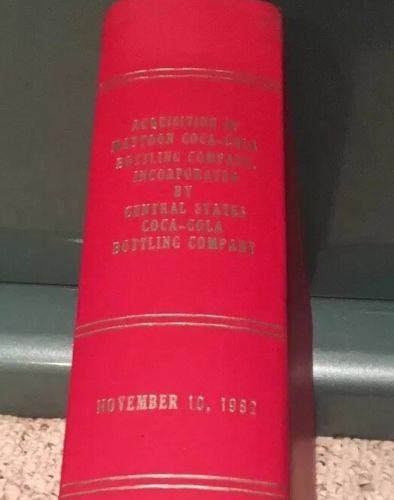 ACQUISITION OF
MATTOON COCA-COLA
BOTTLING COMPANY,
INCORPORATED
BY
CENTRAL STATES
COCA-COLA
BOTTLING COMPANY
NOVEMBER 10, 1982